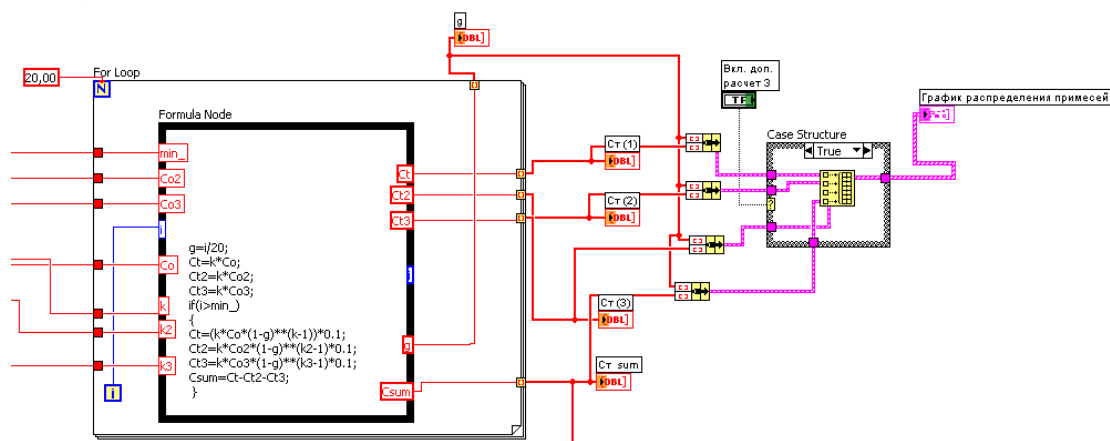 g
DBL]
20,00
For Loop
N
Вкл. доп.
расчет 3
TF
График распределения примесей
Formula Node
Case Structure
True
min_
Co2
Co3
i
Co
k
k2
k3
g=i/20;
Ct=k*Co;
Ct2=k*Co2;
Ct3=k*Co3;
if(i>min_)
{
Ct=(k*Co*(1-g)**(k-1))*0.1;
Ct2=k*Co2*(1-g)**(k2-1)*0.1;
Ct3=k*Co3*(1-g)**(k3-1)*0.1;
Csum=Ct-Ct2-Ct3;
}
Ct
Ct2
Ct3
g
Csum
i
Ст (1)
DBL]
Ст (2)
DBL]
Ст (3)
DBL]
Ст sum
DBL]
?